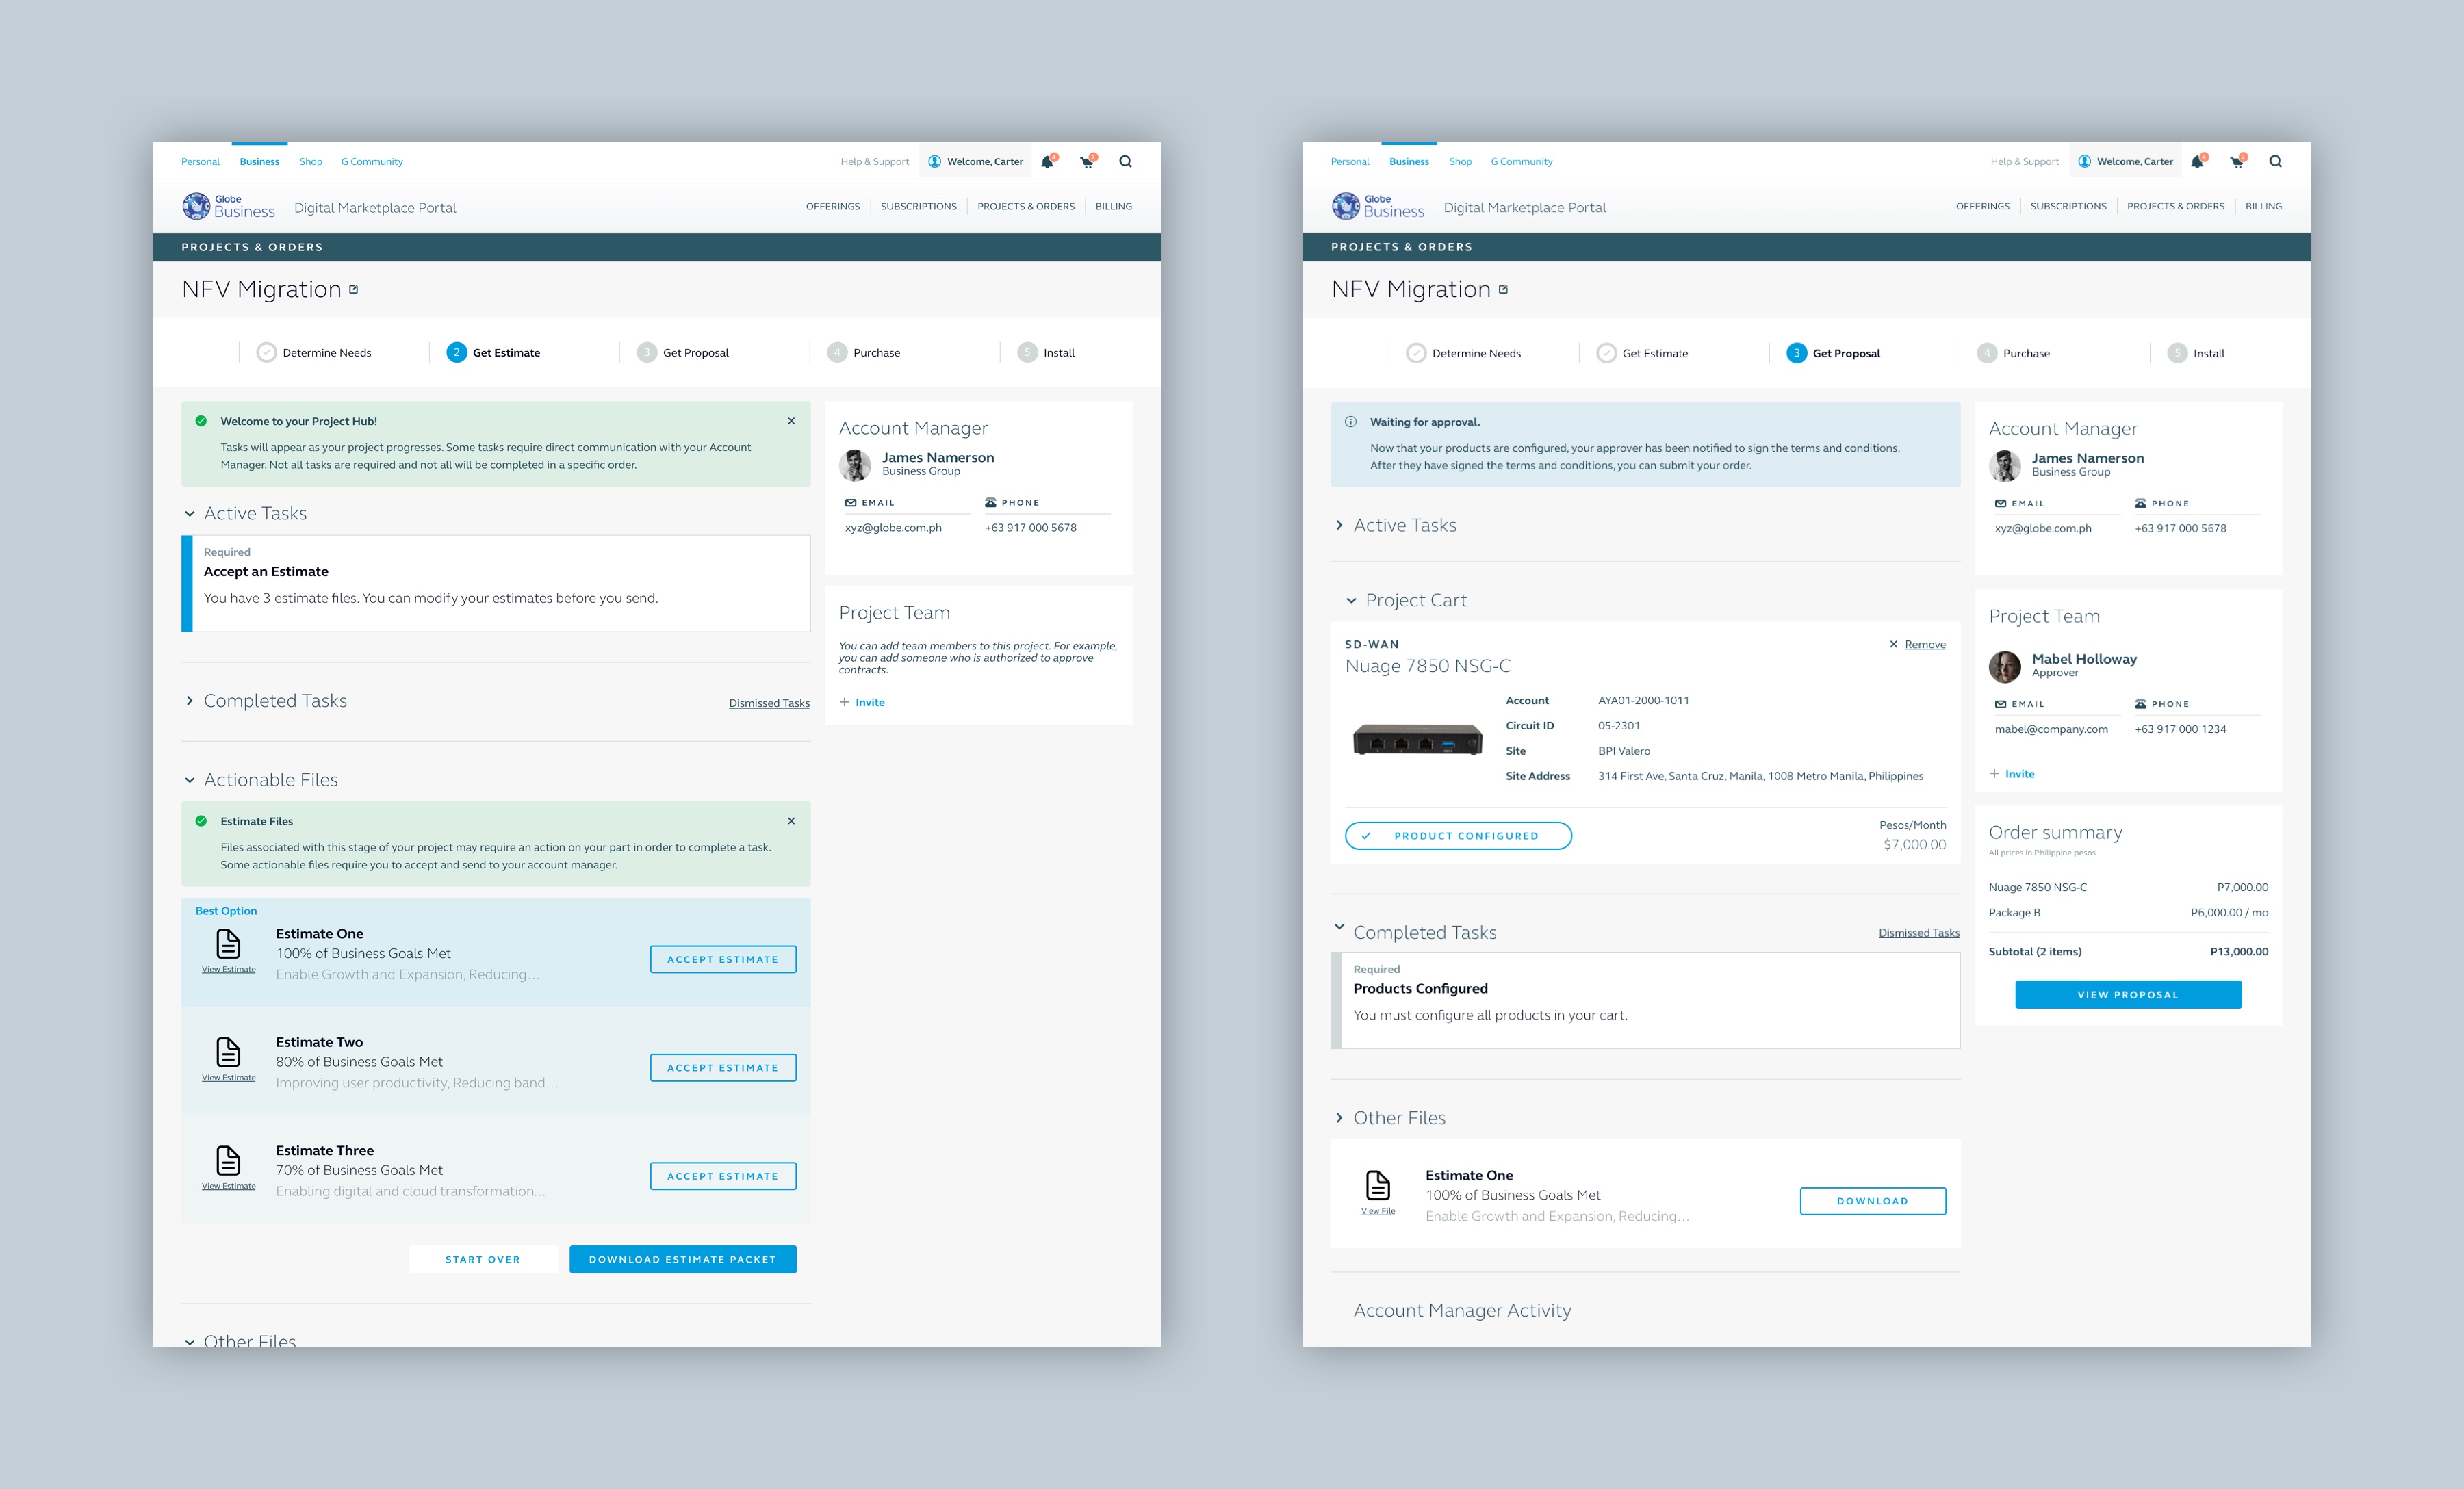 Personal
Business
Shop
G Community
Help & Support
Welcome, Carter
4
2
Globe
Business
Digital Marketplace Portal
OFFERINGS
SUBSCRIPTIONS
PROJECTS & ORDERS
BILLING
PROJECTS & ORDERS
NFV Migration
Determine Needs
2 Get Estimate
3 Get Proposal
4 Purchase
5 Install
Welcome to your Project Hub!
Tasks will appear as your project progresses. Some tasks require direct communication with your Account
Manager. Not all tasks are required and not all will be completed in a specific order.
Active Tasks
Required
Accept an Estimate
You have 3 estimate files. You can modify your estimates before you send.
Completed Tasks
Dismissed Tasks
Actionable Files
Estimate Files
Files associated with this stage of your project may require an action on your part in order to complete a task.
Some actionable files require you to accept and send to your account manager.
Best Option
View Estimate
Estimate One
100% of Business Goals Met
Enable Growth and Expansion, Reducing...
ACCEPT ESTIMATE
View Estimate
Estimate Two
80% of Business Goals Met
Improving user productivity, Reducing band...
ACCEPT ESTIMATE
View Estimate
Estimate Three
70% of Business Goals Met
Enabling digital and cloud transformation...
ACCEPT ESTIMATE
START OVER
DOWNLOAD ESTIMATE PACKET
Other Files
Account Manager
James Namerson
Business Group
EMAIL
xyz@globe.com.ph
PHONE
+63 917 000 5678
Project Team
You can add team members to this project. For example,
you can add someone who is authorized to approve
contracts.
+ Invite
Personal
Business
Shop
G Community
Help & Support
Welcome, Carter
4
2
Globe
Business
Digital Marketplace Portal
OFFERINGS
SUBSCRIPTIONS
PROJECTS & ORDERS
BILLING
PROJECTS & ORDERS
NFV Migration
Determine Needs
Get Estimate
3 Get Proposal
4 Purchase
5 Install
Waiting for approval.
Now that your products are configured, your approver has been notified to sign the terms and conditions.
After they have signed the terms and conditions, you can submit your order.
Active Tasks
Project Cart
SD-WAN
Remove
Nuage 7850 NSG-C
Account AYA01-2000-1011
Circuit ID 05-2301
Site BPI Valero
Site Address 314 First Ave, Santa Cruz, Manila, 1008 Metro Manila, Philippines
PRODUCT CONFIGURED
Pesos/Month
$7,000.00
Completed Tasks
Dismissed Tasks
Required
Products Configured
You must configure all products in your cart.
Other Files
View File
Estimate One
100% of Business Goals Met
Enable Growth and Expansion, Reducing...
DOWNLOAD
Account Manager Activity
Account Manager
James Namerson
Business Group
EMAIL
xyz@globe.com.ph
PHONE
+63 917 000 5678
Project Team
Mabel Holloway
Approver
EMAIL
mabel@company.com
PHONE
+63 917 000 1234
+ Invite
Order summary
All prices in Philippine pesos
Nuage 7850 NSG-C P7,000.00
Package B P6,000.00 / mo
Subtotal (2 items) P13,000.00
VIEW PROPOSAL